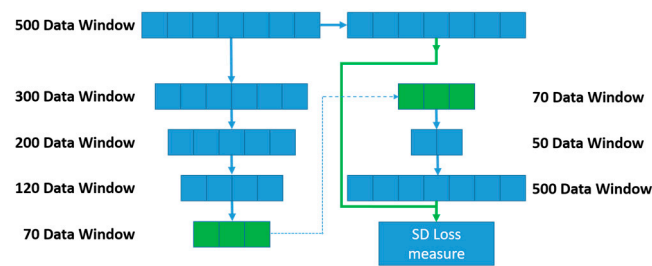 500 Data Window
300 Data Window
200 Data Window
120 Data Window
70 Data Window
70 Data Window
50 Data Window
500 Data Window
SD Loss
measure